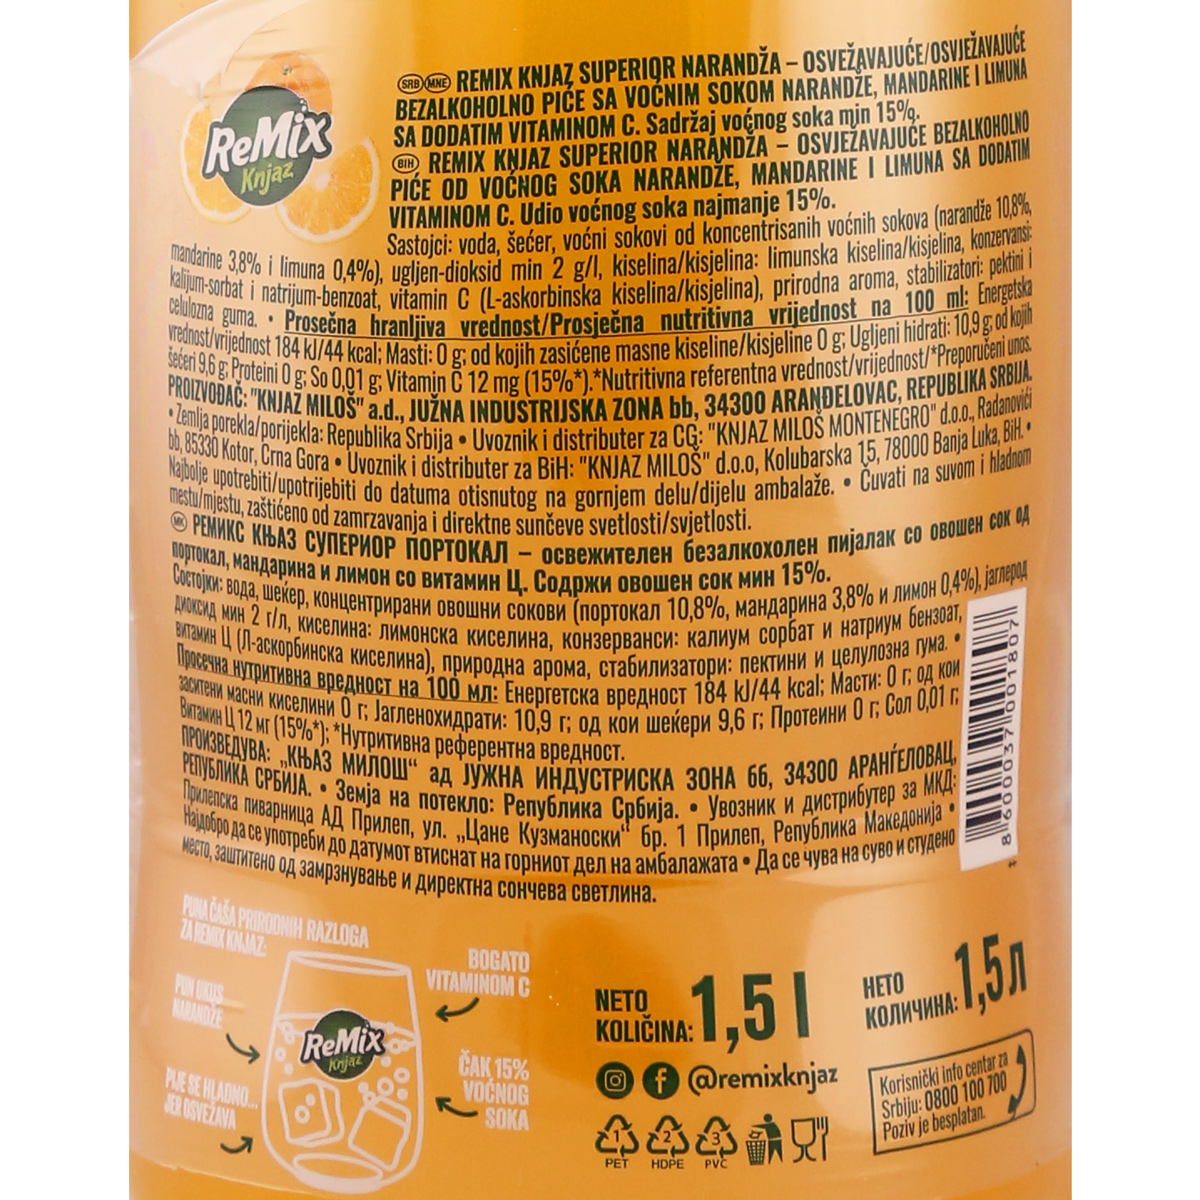 ReMix
Knjaz
SRB MNE REMIX KNJAZ SUPERIOR NARANDŽA – OSVEŽAVAJUĆE/OSVJEŽAVAJUĆE
BEZALKOHOLNO PIĆE SA VOĆNIM SOKOM NARANDŽE, MANDARINE I LIMUNA
SA DODATIM VITAMINOM C. Sadržaj voćnog soka min 15%.
BIH REMIX KNJAZ SUPERIOR NARANDŽA – OSVJEŽAVAJUĆE BEZALKOHOLNO
PIĆE OD VOĆNOG SOKA NARANDŽE, MANDARINE I LIMUNA SA DODATIM
VITAMINOM C. Udio voćnog soka najmanje 15%.
Sastojci: voda, šećer, voćni sokovi od koncentrisanih voćnih sokova (narandže 10,8%,
mandarine 3,8% i limuna 0,4%), ugljen-dioksid min 2 g/l, kiselina/kisjelina: limunska kiselina/kisjelina, konzervansi:
kalijum-sorbat i natrijum-benzoat, vitamin C (L-askorbinska kiselina/kisjelina), prirodna aroma, stabilizatori: pektini i
celulozna guma. • Prosečna hranljiva vrednost/Prosječna nutritivna vrijednost na 100 ml: Energetska
vrednost/vrijednost 184 kJ/44 kcal; Masti: 0 g; od kojih zasićene masne kiseline/kisjeline 0 g; Ugljeni hidrati: 10,9 g; od kojih
šećeri 9,6 g; Proteini 0 g; So 0,01 g; Vitamin C 12 mg (15%*).*Nutritivna referentna vrednost/vrijednost/*Preporučeni unos.
PROIZVOĐAČ: "KNJAZ MILOŠ" a.d., JUŽNA INDUSTRIJSKA ZONA bb, 34300 ARANĐELOVAC, REPUBLIKA SRBIJA.
• Zemlja porekla/porijekla: Republika Srbija • Uvoznik i distributer za CG: "KNJAZ MILOŠ MONTENEGRO" d.o.o., Radanovići
bb, 85330 Kotor, Crna Gora • Uvoznik i distributer za BiH: "KNJAZ MILOŠ" d.o.o, Kolubarska 15, 78000 Banja Luka, BiH. •
Najbolje upotrebiti/upotrijebiti do datuma otisnutog na gornjem delu/dijelu ambalaže. • Čuvati na suvom i hladnom
mestu/mjestu, zaštićeno od zamrzavanja i direktne sunčeve svetlosti/svjetlosti.
MK РЕМИКС КЊАЗ СУПЕРИОР ПОРТОКАЛ – освежителен безалкохолен пијалак со овошен сок од
портокал, мандарина и лимон со витамин Ц. Содржи овошен сок мин 15%.
Состојки: вода, шеќер, концентрирани овошни сокови (портокал 10,8%, мандарина 3,8% и лимон 0,4%), јаглерод
диоксид мин 2 г/л, киселина: лимонска киселина, конзерванси: калиум сорбат и натриум бензоат,
витамин Ц (Л-аскорбинска киселина), природна арома, стабилизатори: пектини и целулозна гума. •
Просечна нутритивна вредност на 100 мл: Енергетска вредност 184 kJ/44 kcal; Масти: 0 г; од кои
заситени масни киселини 0 г; Јагленохидрати: 10,9 г; од кои шеќери 9,6 г; Протеини 0 г; Сол 0,01 г;
Витамин Ц 12 мг (15%*); *Нутритивна референтна вредност.
ПРОИЗВЕДУВА: „КЊАЗ МИЛОШ“ ад ЈУЖНА ИНДУСТРИСКА ЗОНА бб, 34300 АРАНЃЕЛОВАЦ,
РЕПУБЛИКА СРБИЈА. • Земја на потекло: Република Србија. • Увозник и дистрибутер за МКД:
Прилепска пиварница АД Прилеп, ул. „Цане Кузманоски“ бр. 1 Прилеп, Република Македонија •
Најдобро да се употреби до датумот втиснат на горниот дел на амбалажата • Да се чува на суво и студено
место, заштитено од замрзнување и директна сончева светлина.
8 600037 001807
PUNA ČAŠA PRIRODNIH RAZLOGA
ZA REMIX KNJAZ:
PUN UKUS
NARANDŽE
BOGATO
VITAMINOM C
ReMix
Knjaz
PIJE SE HLADNO...
JER OSVEŽAVA
ČAK 15%
VOĆNOG
SOKA
NETO
KOLIČINA: 1,5 l
НЕТО
КОЛИЧИНА: 1,5 л
@remixknjaz
Korisnički info centar za
Srbiju: 0800 100 700
Poziv je besplatan.
1 2 3
PET HDPE PVC